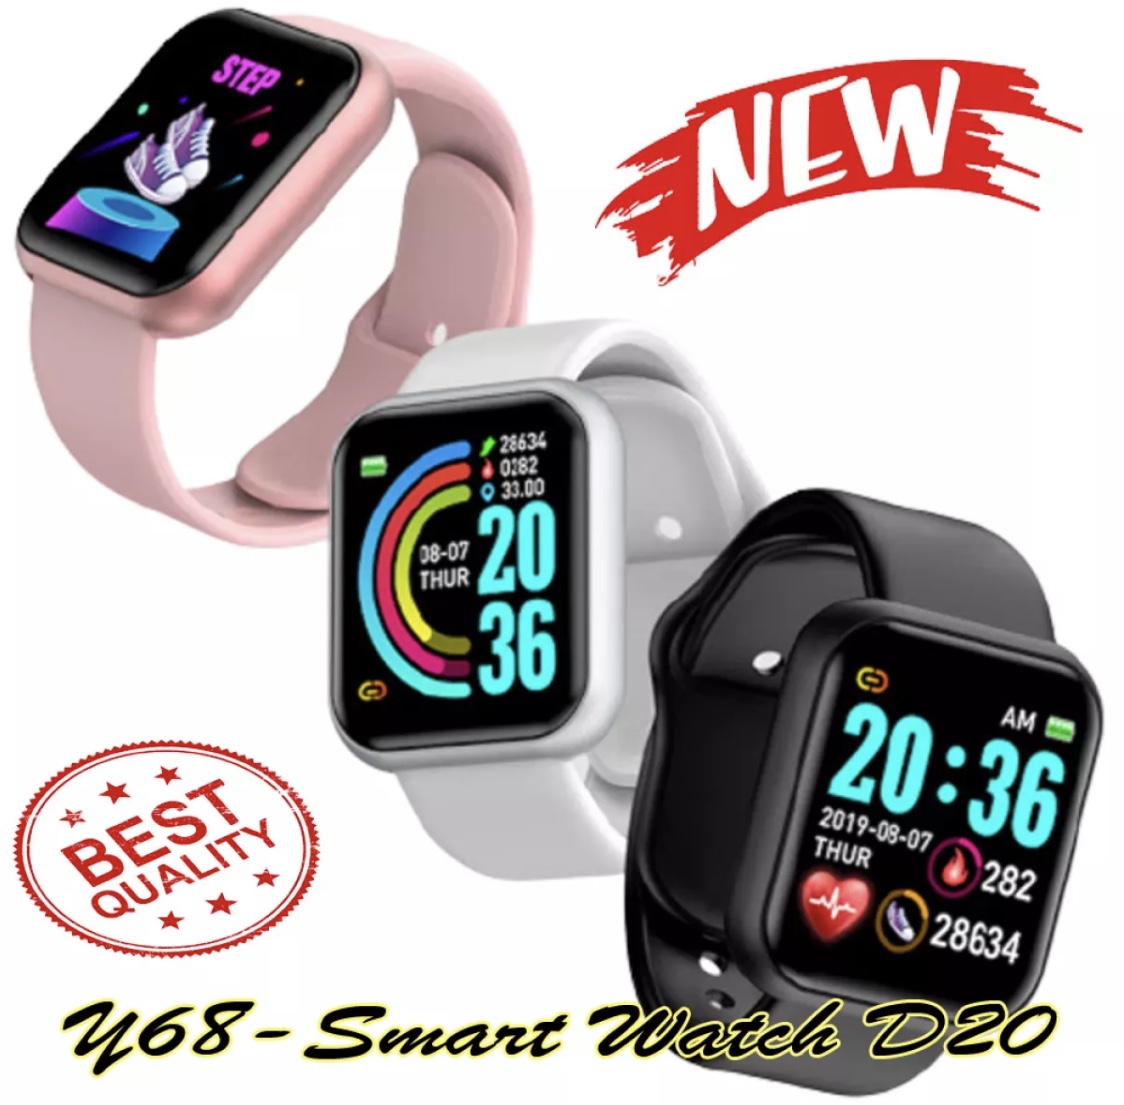 STEP
NEW
28634
0282
33.00
08-07
THUR
20
36
AM
20:36
2019-08-07
THUR
282
28634
BEST
QUALITY
Y68-Smart Watch D20